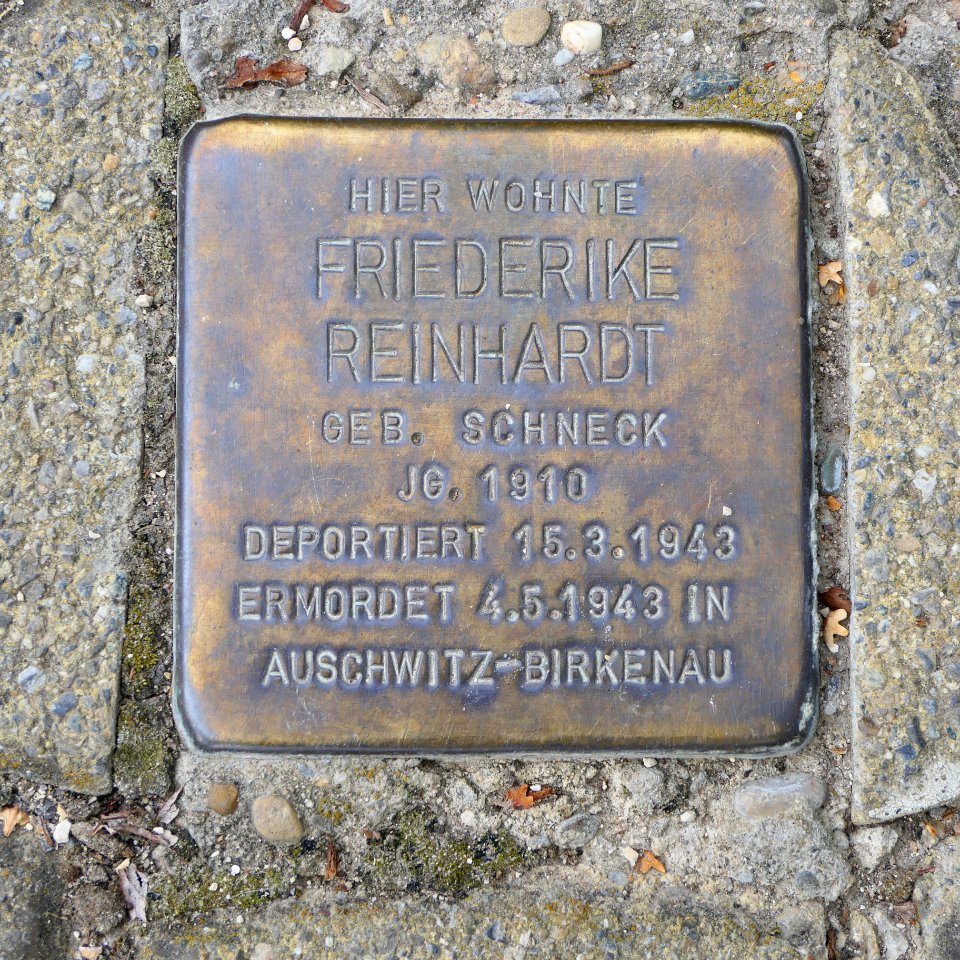 HIER WOHNTE
FRIEDERIKE
REINHARDT
GEB. SCHNECK
JG. 1910
DEPORTIERT 15.3.1943
ERMORDET 4.5.1943 IN
AUSCHWITZ-BIRKENAU